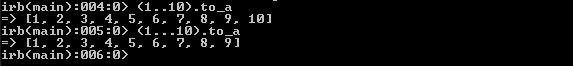 irb(main):004:0> (1..10).to_a
=> [1, 2, 3, 4, 5, 6, 7, 8, 9, 10]
irb(main):005:0> (1...10).to_a
=> [1, 2, 3, 4, 5, 6, 7, 8, 9]
irb(main):006:0>